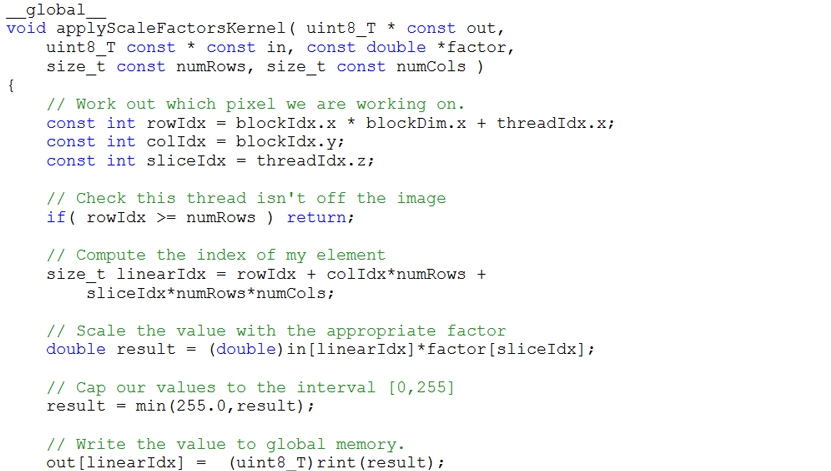 __global__
void applyScaleFactorsKernel( uint8_T * const out,
    uint8_T const * const in, const double *factor,
    size_t const numRows, size_t const numCols )
{
    // Work out which pixel we are working on.
    const int rowIdx = blockIdx.x * blockDim.x + threadIdx.x;
    const int colIdx = blockIdx.y;
    const int sliceIdx = threadIdx.z;

    // Check this thread isn't off the image
    if( rowIdx >= numRows ) return;

    // Compute the index of my element
    size_t linearIdx = rowIdx + colIdx*numRows +
        sliceIdx*numRows*numCols;

    // Scale the value with the appropriate factor
    double result = (double)in[linearIdx]*factor[sliceIdx];

    // Cap our values to the interval [0,255]
    result = min(255.0,result);

    // Write the value to global memory.
    out[linearIdx] =  (uint8_T)rint(result);